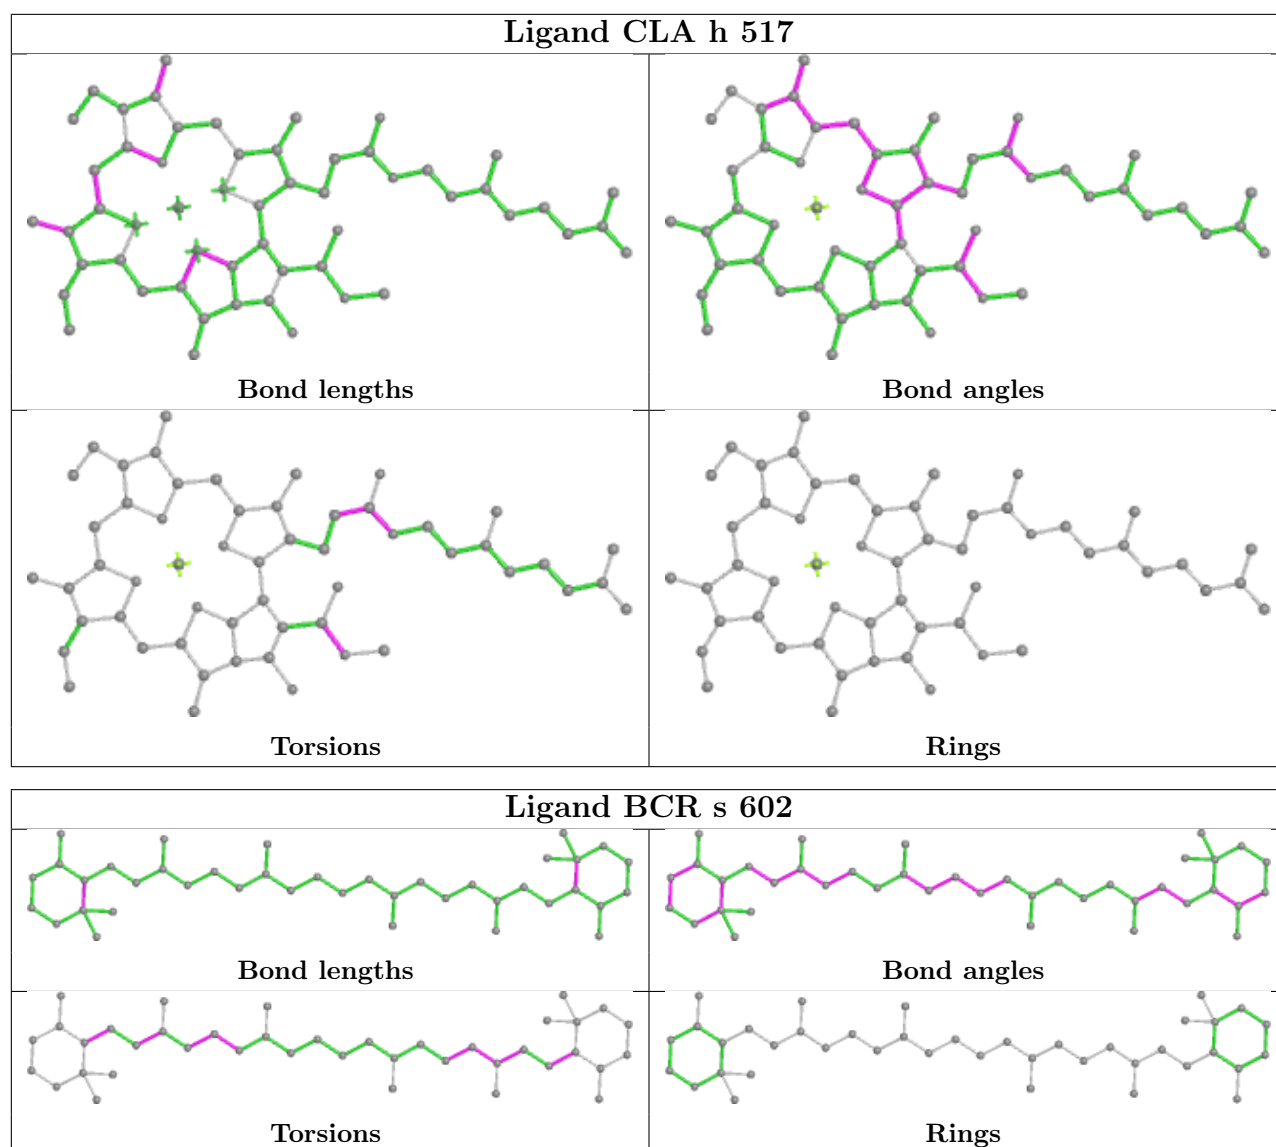 Ligand CLA h 517
Bond lengths
Bond angles
Torsions
Rings
Ligand BCR s 602
Bond lengths
Bond angles
Torsions
Rings